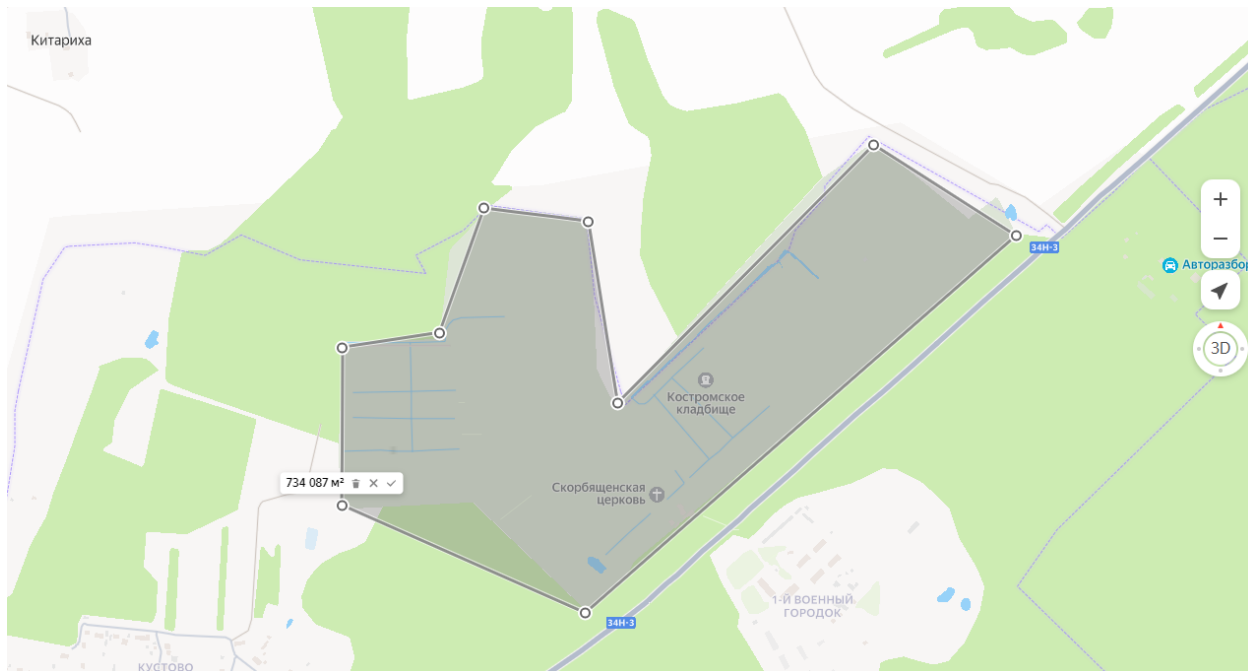 Китариха
34Н-3
Авторазбор
3D
Костромское
кладбище
734 087 м²
Скорбященская
церковь
1-Й ВОЕННЫЙ
ГОРОДОК
34Н-3
КУСТОВО